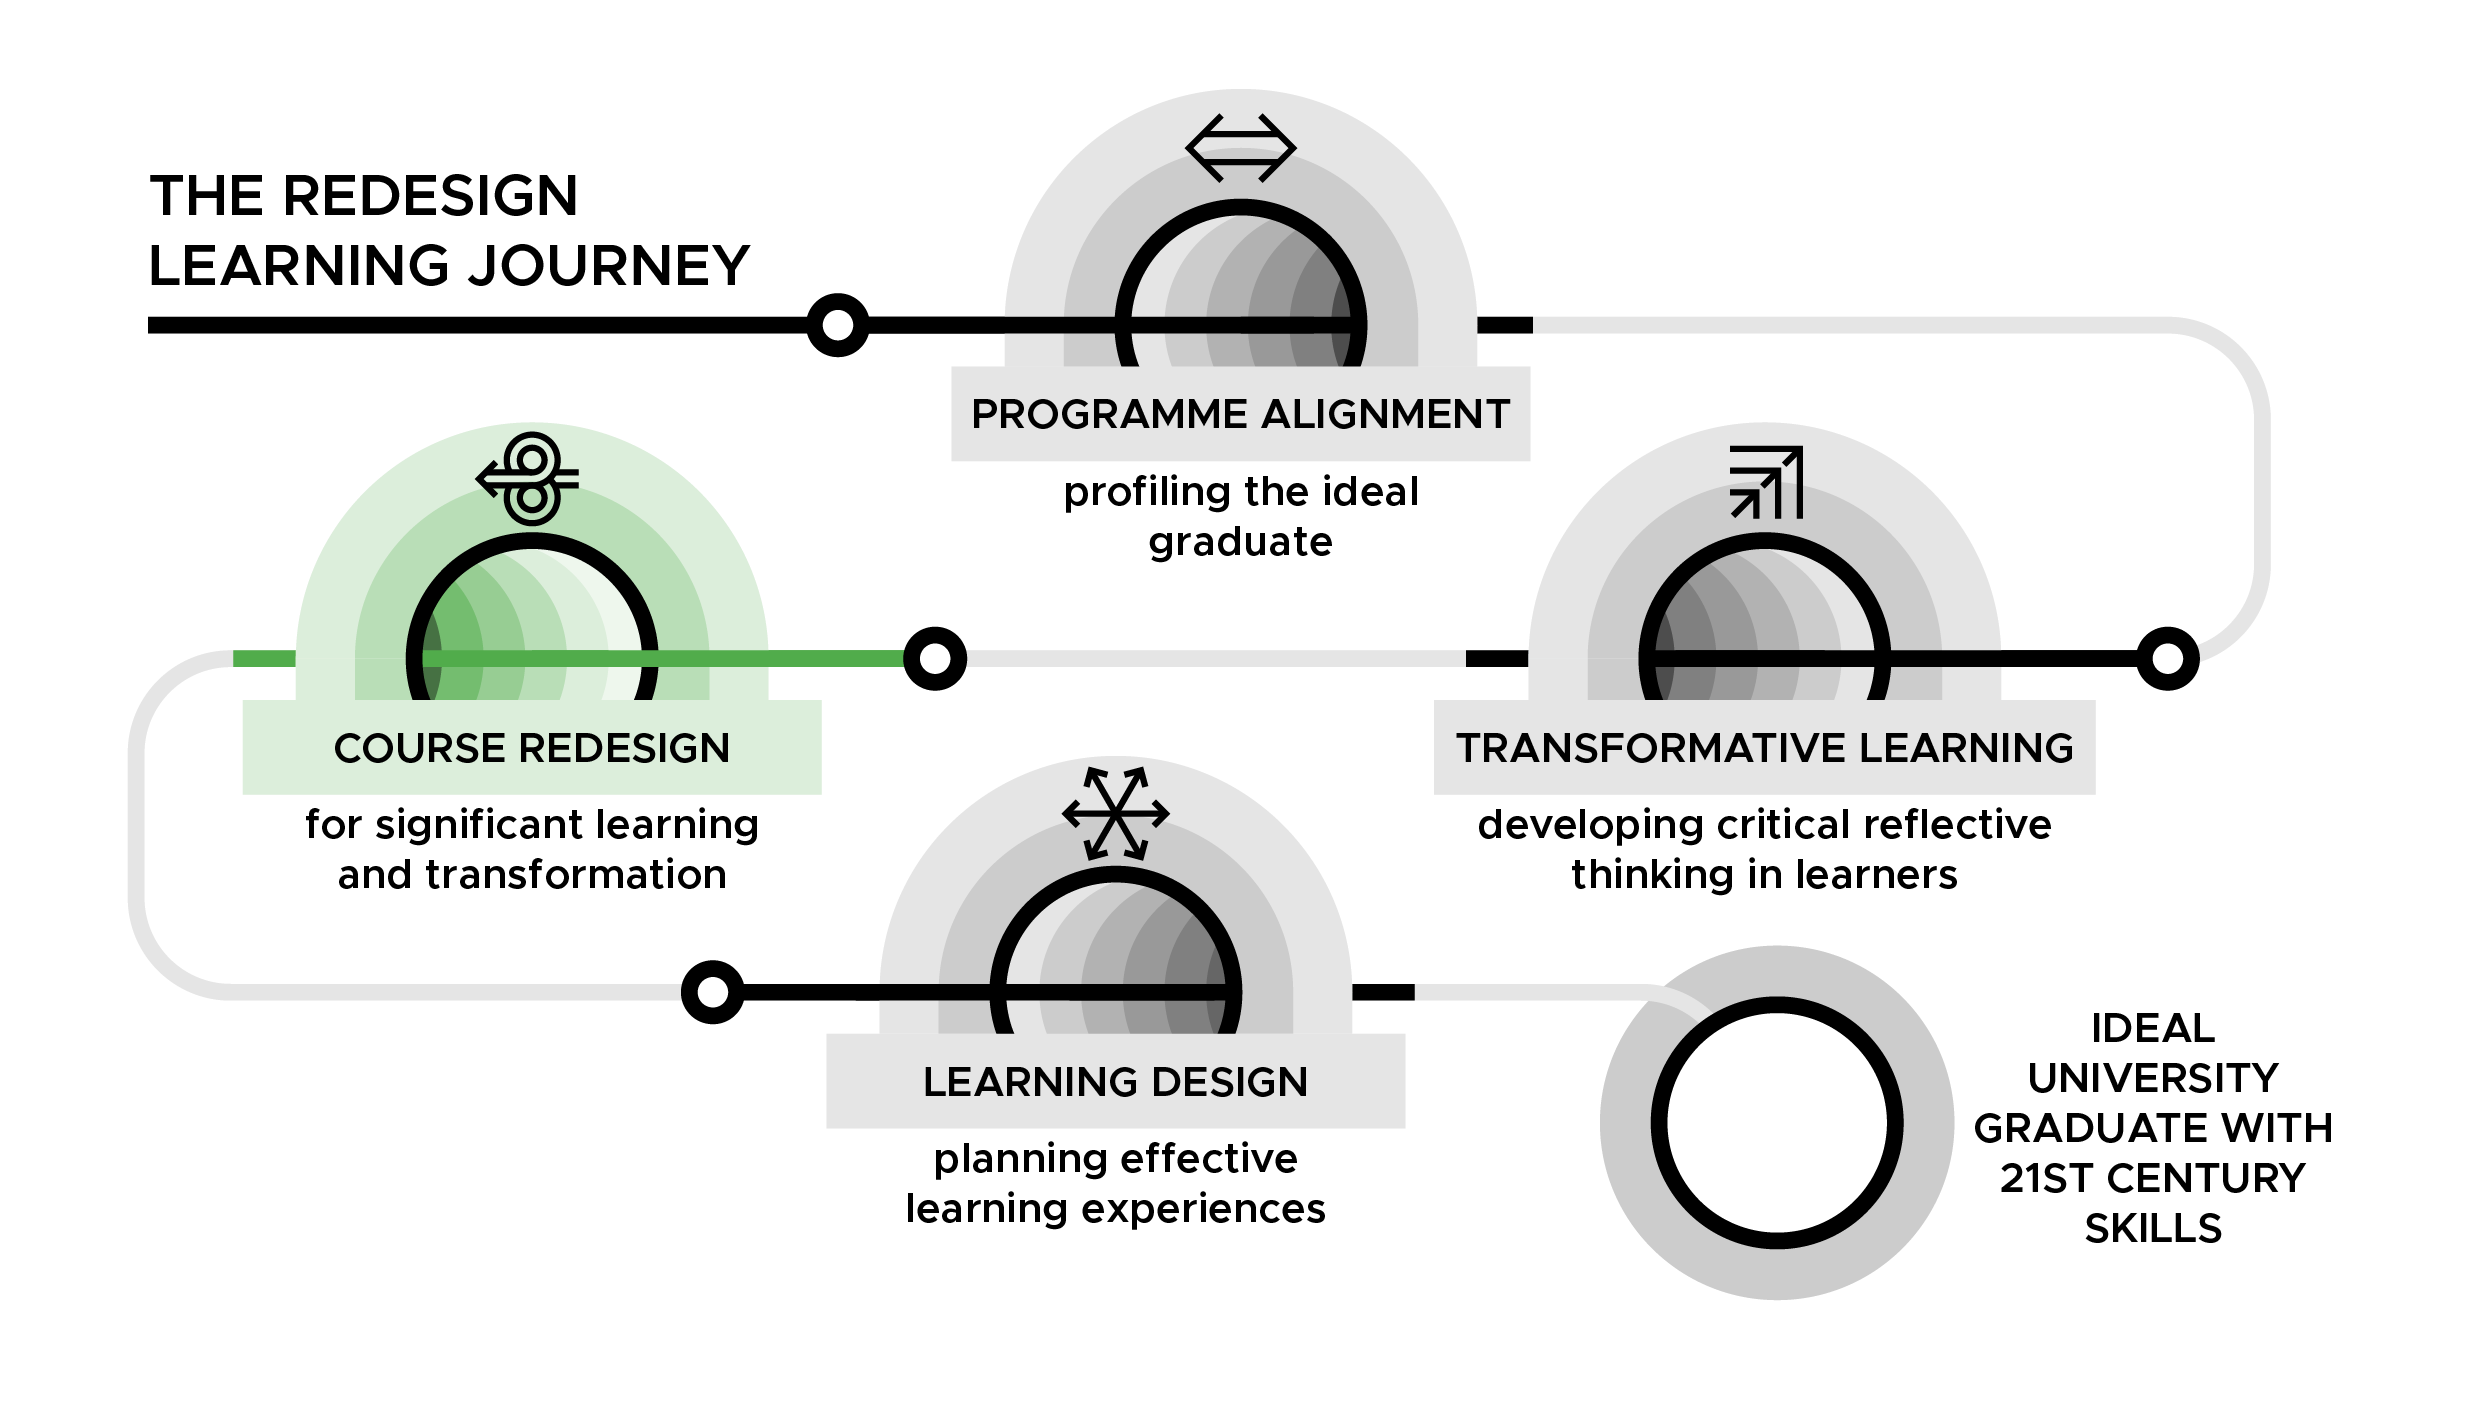 THE REDESIGN
LEARNING JOURNEY
PROGRAMME ALIGNMENT
profiling the ideal
graduate
TRANSFORMATIVE LEARNING
developing critical reflective
thinking in learners
COURSE REDESIGN
for significant learning
and transformation
LEARNING DESIGN
planning effective
learning experiences
IDEAL
UNIVERSITY
GRADUATE WITH
21ST CENTURY
SKILLS